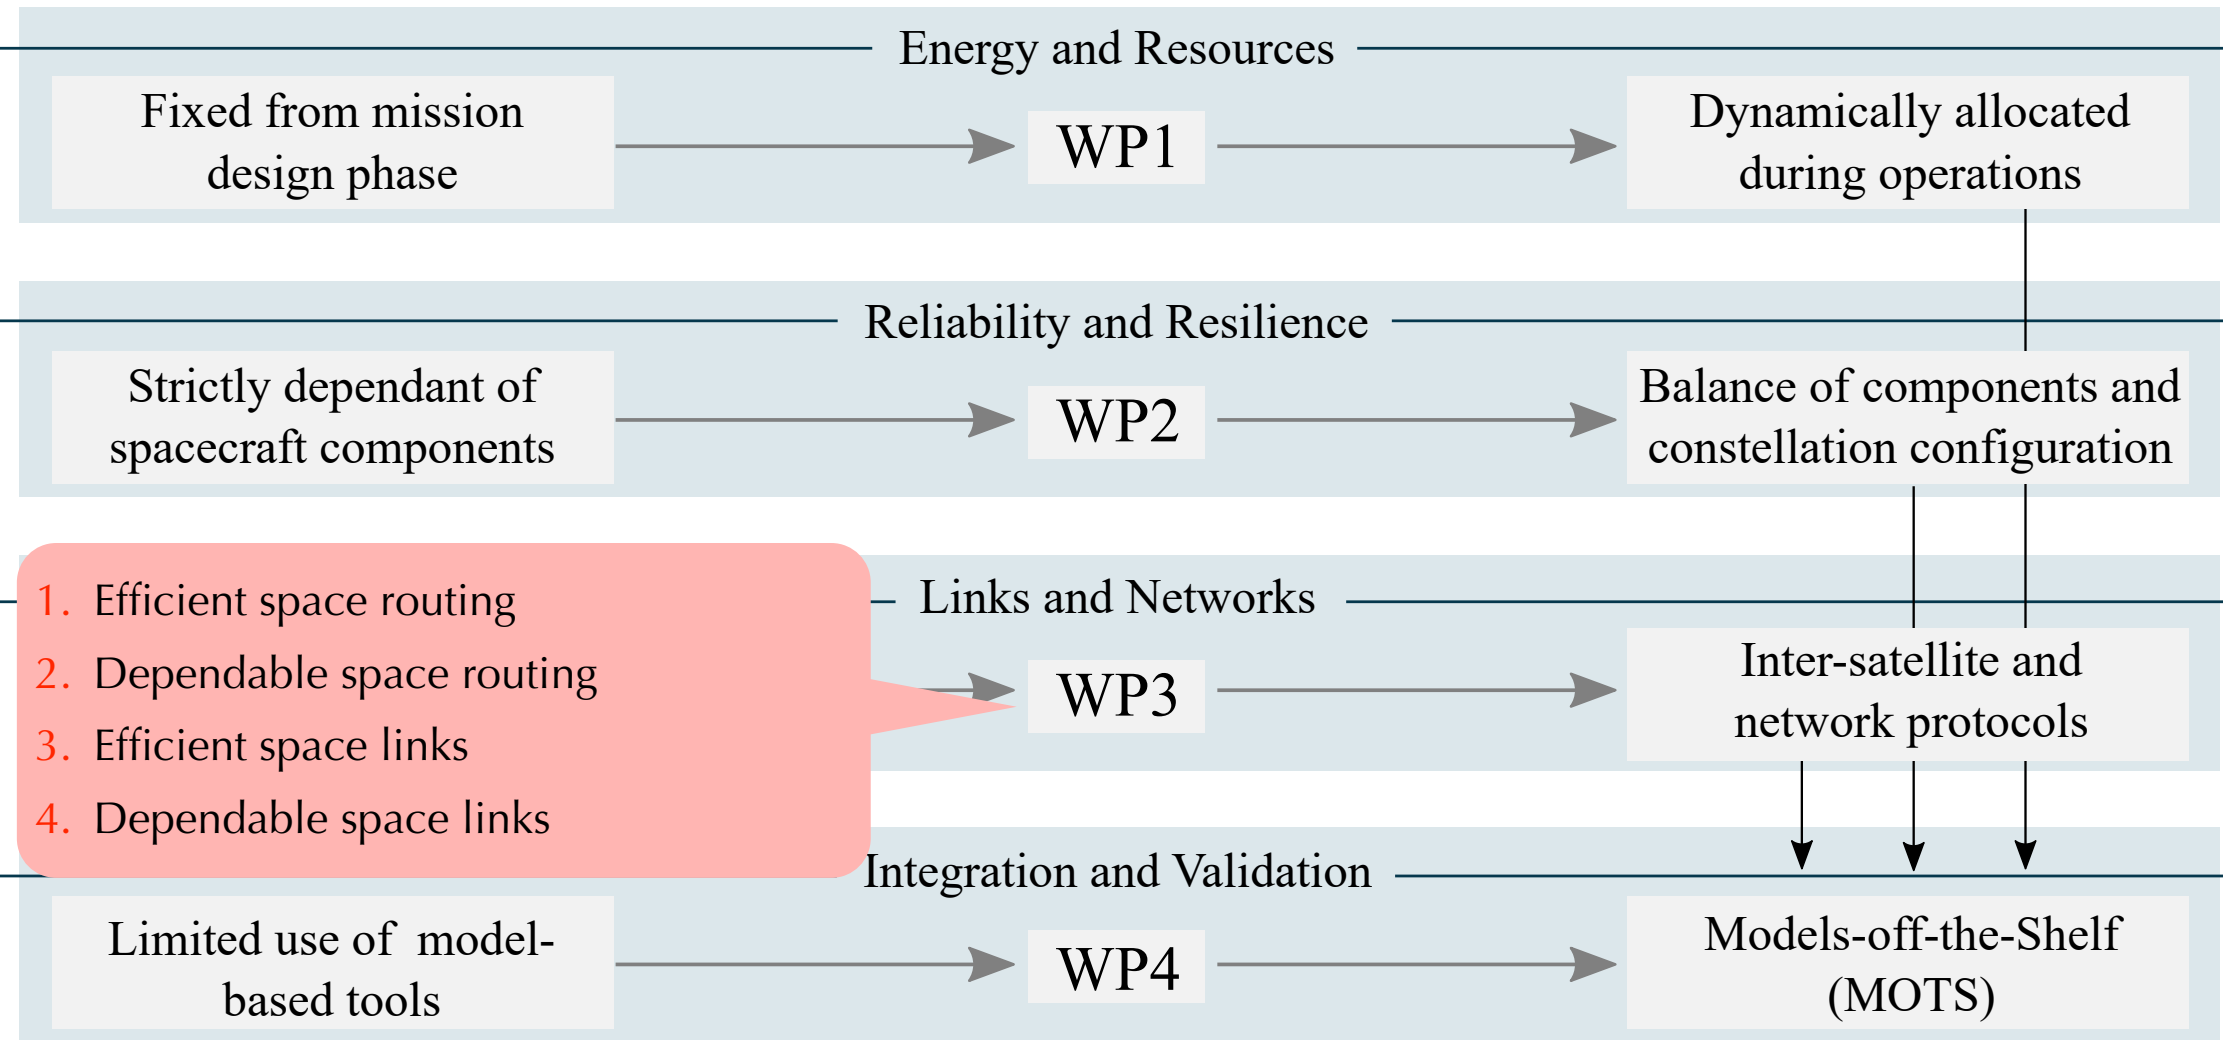 Energy and Resources
Fixed from mission
design phase
WP1
Dynamically allocated
during operations
Reliability and Resilience
Strictly dependant of
spacecraft components
WP2
Balance of components and
constellation configuration
Links and Networks
1. Efficient space routing
2. Dependable space routing
3. Efficient space links
4. Dependable space links
WP3
Inter-satellite and
network protocols
Integration and Validation
Limited use of model-
based tools
WP4
Models-off-the-Shelf
(MOTS)